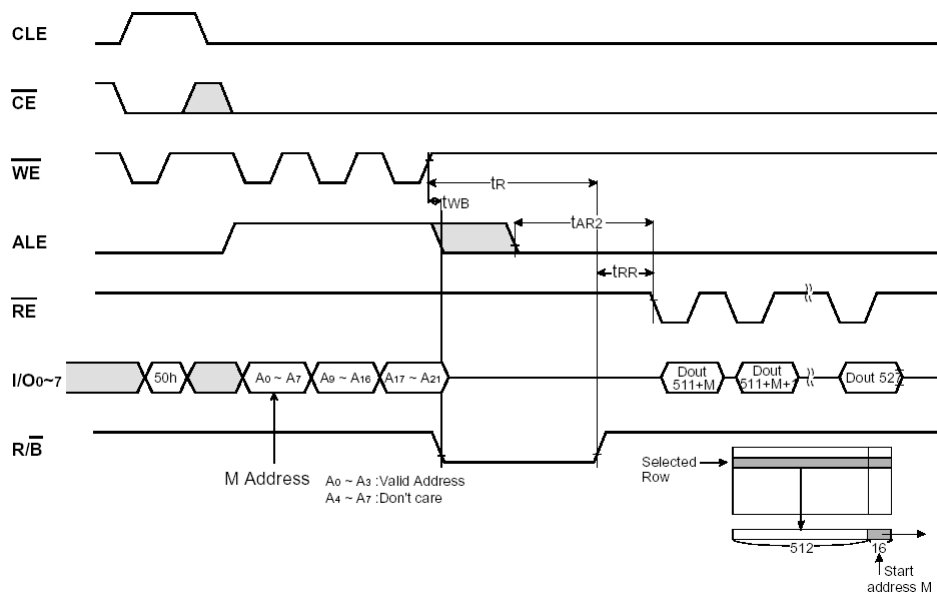 CLE
CE
WE
tR
tWB
ALE
tAR2
tRR
RE
I/O0~7
50h
A0 ~ A7
A9 ~ A16
A17 ~ A21
Dout
511+M
Dout
511+M+1
Dout 527
R/B
M Address
A0 ~ A3 :Valid Address
A4 ~ A7 :Don't care
Selected
Row
512
16
Start
address M